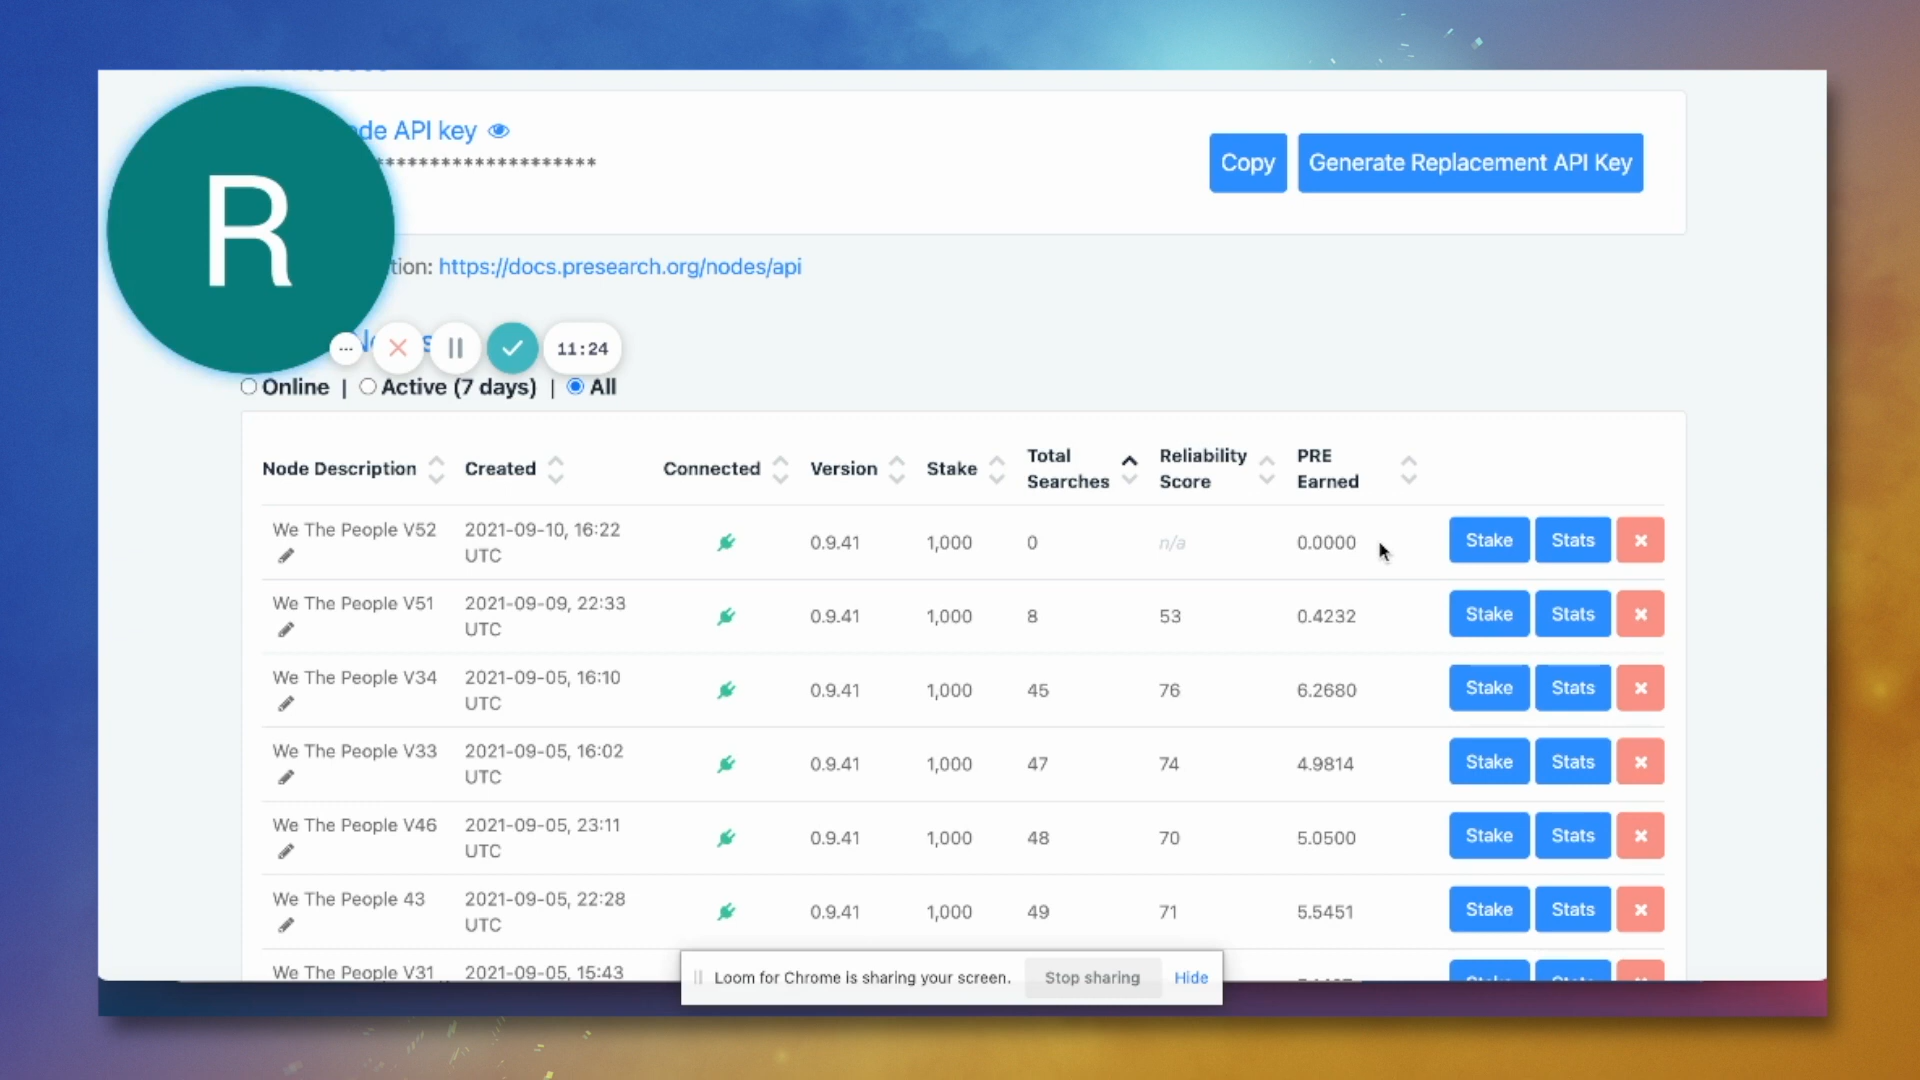 de API key
********************
Copy
Generate Replacement API Key
R
tion: https://docs.presearch.org/nodes/api
11:24
Online | Active (7 days) | All
Node Description Created Connected Version Stake Total Searches Reliability Score PRE Earned
We The People V52 2021-09-10, 16:22 UTC 0.9.41 1,000 0 n/a 0.0000 Stake Stats
We The People V51 2021-09-09, 22:33 UTC 0.9.41 1,000 8 53 0.4232 Stake Stats
We The People V34 2021-09-05, 16:10 UTC 0.9.41 1,000 45 76 6.2680 Stake Stats
We The People V33 2021-09-05, 16:02 UTC 0.9.41 1,000 47 74 4.9814 Stake Stats
We The People V46 2021-09-05, 23:11 UTC 0.9.41 1,000 48 70 5.0500 Stake Stats
We The People 43 2021-09-05, 22:28 UTC 0.9.41 1,000 49 71 5.5451 Stake Stats
We The People V31 2021-09-05, 15:43
Loom for Chrome is sharing your screen. Stop sharing Hide